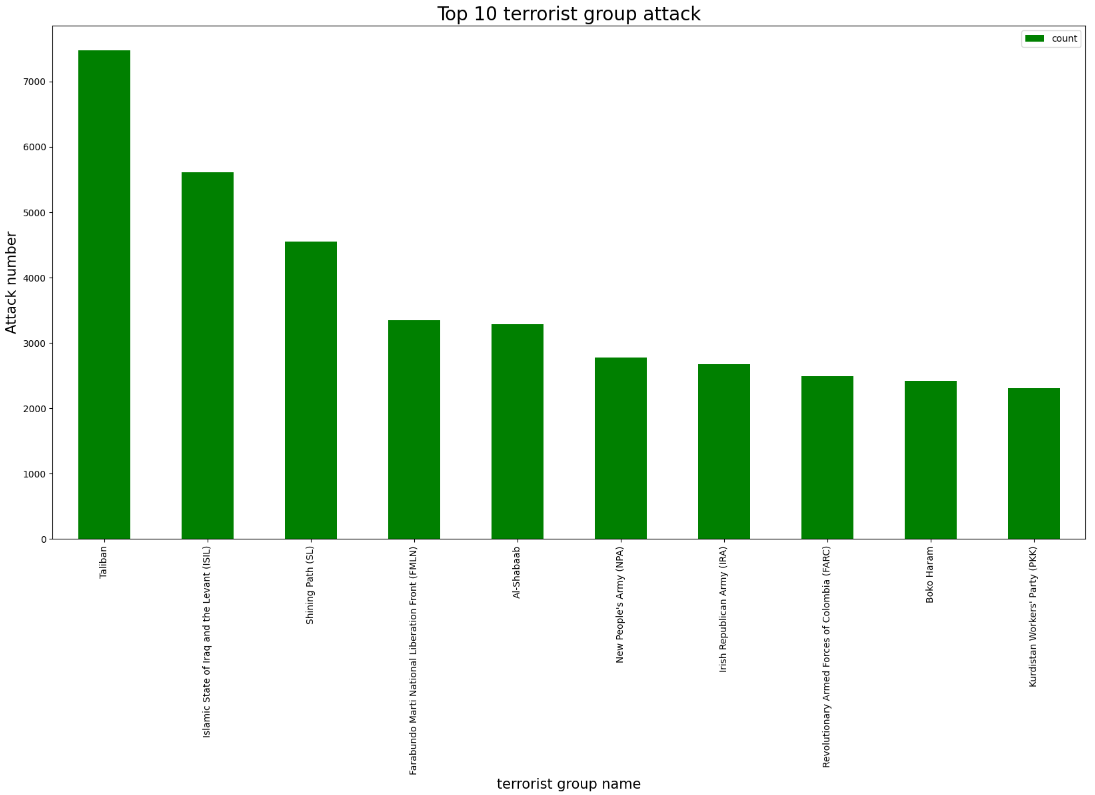 Top 10 terrorist group attack
count
Attack number
7000
6000
5000
4000
3000
2000
1000
0
Taliban
Islamic State of Iraq and the Levant (ISIL)
Shining Path (SL)
Farabundo Marti National Liberation Front (FMLN)
Al-Shabaab
New People's Army (NPA)
Irish Republican Army (IRA)
Revolutionary Armed Forces of Colombia (FARC)
Boko Haram
Kurdistan Workers' Party (PKK)
terrorist group name